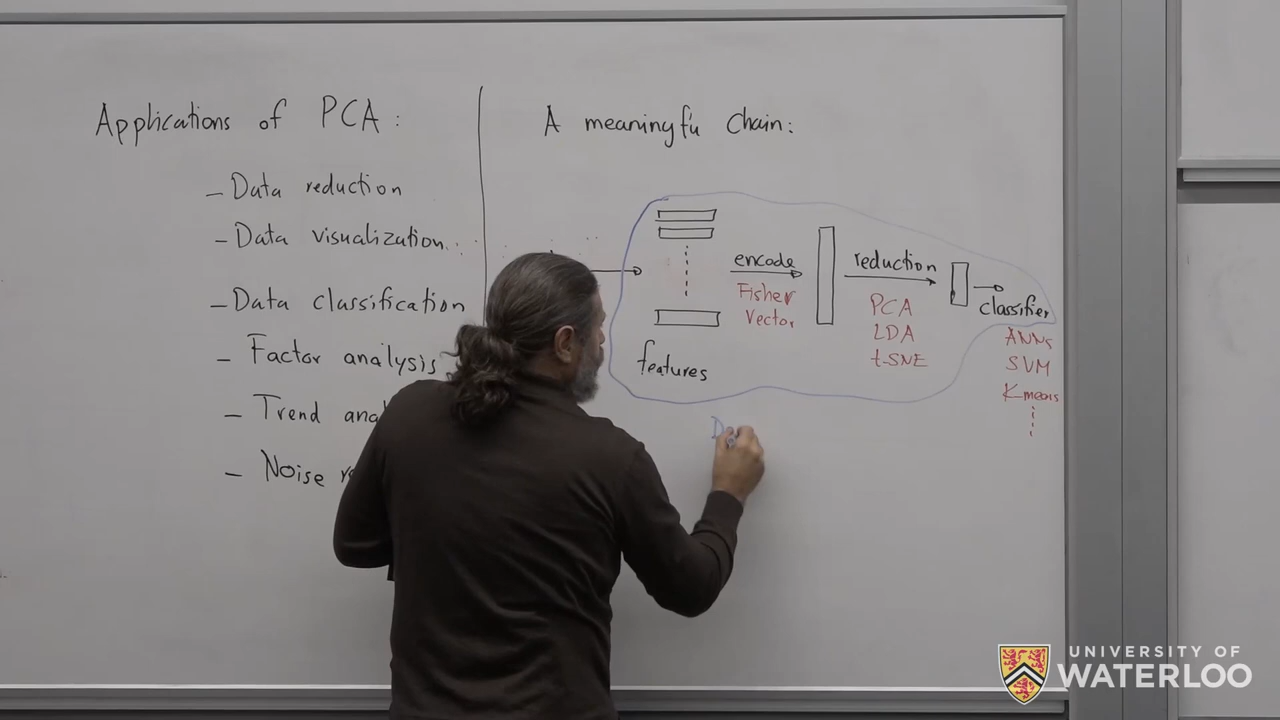 Applications of PCA:
- Data reduction
- Data visualization
- Data classification
- Factor analysis
- Trend
- Noise
A meaningfu Chain:
features
encode
Fisher
Vector
reduction
PCA
LDA
t-SNE
classifier
ANNs
SVM
K-means
D
UNIVERSITY OF
WATERLOO